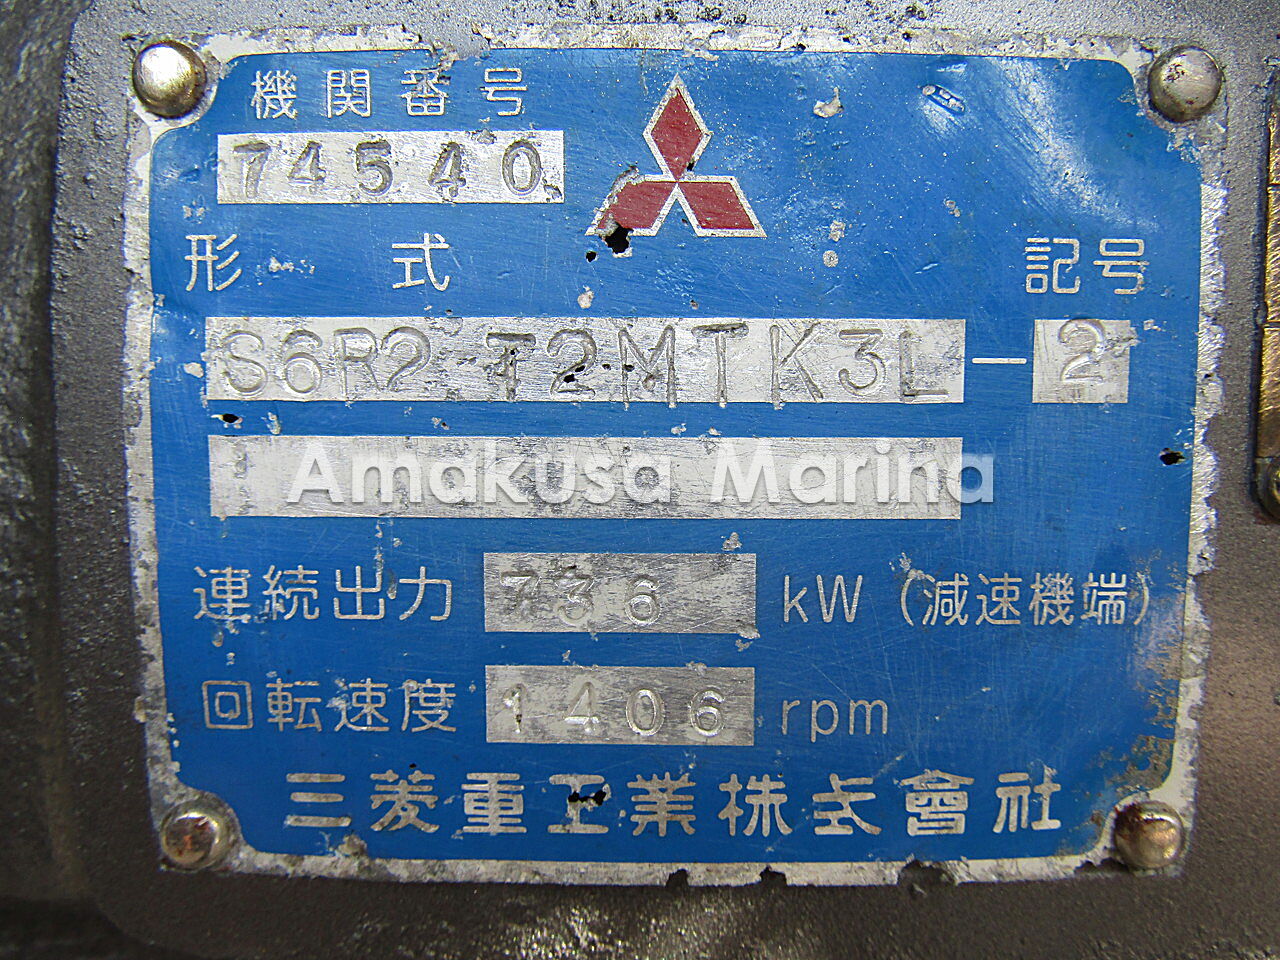 機関番号
74540
形式 記号
S6R2 T2MTK3L-2
Amakusa Marina
連続出力 736 kW (減速機端)
回転速度 1406 rpm
三菱重工業株式會社